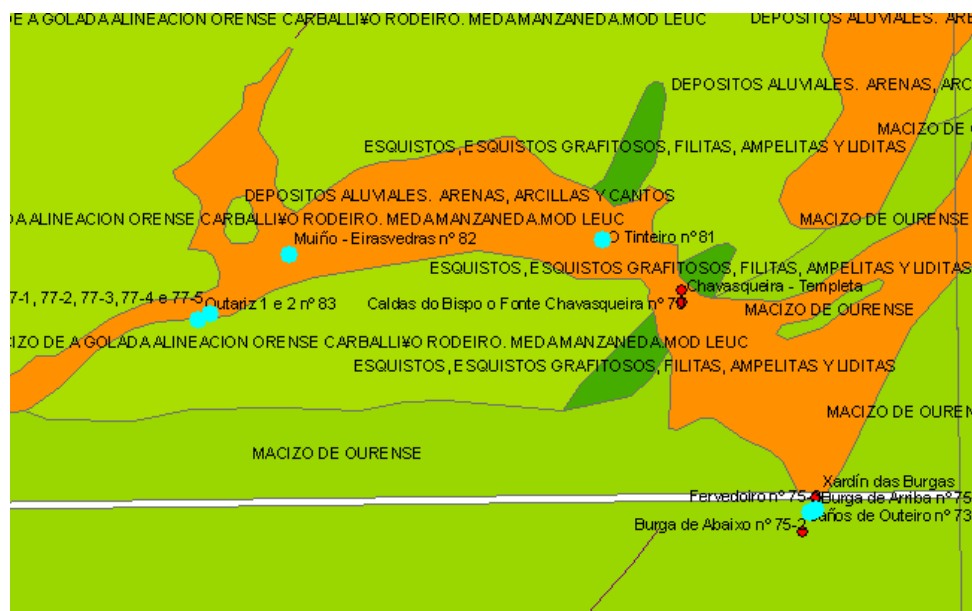 DE A GOLADA ALINEACION ORENSE CARBALLI¥O RODEIRO. MEDAMANZANEDA.MOD LEUC
DEPOSITOS ALUVIALES. ARE
DEPOSITOS ALUVIALES. ARENAS, ARC
MACIZO DE O
ESQUISTOS, ESQUISTOS GRAFITOSOS, FILITAS, AMPELITAS Y LIDITAS
DEPOSITOS ALUVIALES. ARENAS, ARCILLAS Y CANTOS
DA ALINEACION ORENSE CARBALLI¥O RODEIRO. MEDAMANZANEDA.MOD LEUC
MACIZO DE OURENSE
Muiño - Eirasvedras nº 82
O Tinteiro nº 81
ESQUISTOS, ESQUISTOS GRAFITOSOS, FILITAS, AMPELITAS Y LIDITAS
Chavasqueira - Templeta
77-1, 77-2, 77-3, 77-4 e 77-5
Outariz 1 e 2 nº 83
Caldas do Bispo o Fonte Chavasqueira nº
MACIZO DE OURENSE
IZO DE A GOLADA ALINEACION ORENSE CARBALLI¥O RODEIRO. MEDAMANZANEDA.MOD LEUC
ESQUISTOS, ESQUISTOS GRAFITOSOS, FILITAS, AMPELITAS Y LIDITAS
MACIZO DE OUREN
MACIZO DE OURENSE
Xardín das Burgas
Fervedoiro nº 75-
Burga de Arriba nº 75
Baños de Outeiro nº 73
Burga de Abaixo nº 75-2